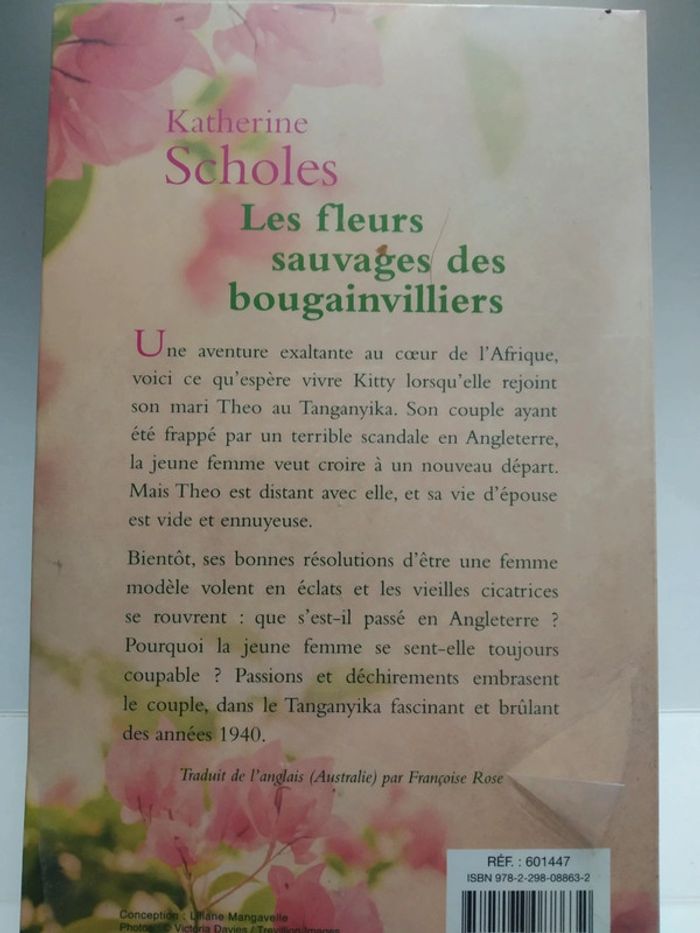 Katherine
Scholes
Les fleurs
sauvages des
bougainvilliers
Une aventure exaltante au cœur de l'Afrique,
voici ce qu'espère vivre Kitty lorsqu'elle rejoint
son mari Theo au Tanganyika. Son couple ayant
été frappé par un terrible scandale en Angleterre,
la jeune femme veut croire à un nouveau départ.
Mais Theo est distant avec elle, et sa vie d'épouse
est vide et ennuyeuse.
Bientôt, ses bonnes résolutions d'être une femme
modèle volent en éclats et les vieilles cicatrices
se rouvrent : que s'est-il passé en Angleterre ?
Pourquoi la jeune femme se sent-elle toujours
coupable ? Passions et déchirements embrasent
le couple, dans le Tanganyika fascinant et brûlant
des années 1940.
Traduit de l'anglais (Australie) par Françoise Rose
RÉF. : 601447
ISBN 978-2-298-08863-2
Conception : Liliane Mangavelle
Photos : © Victoria Davies / Trevillion Images